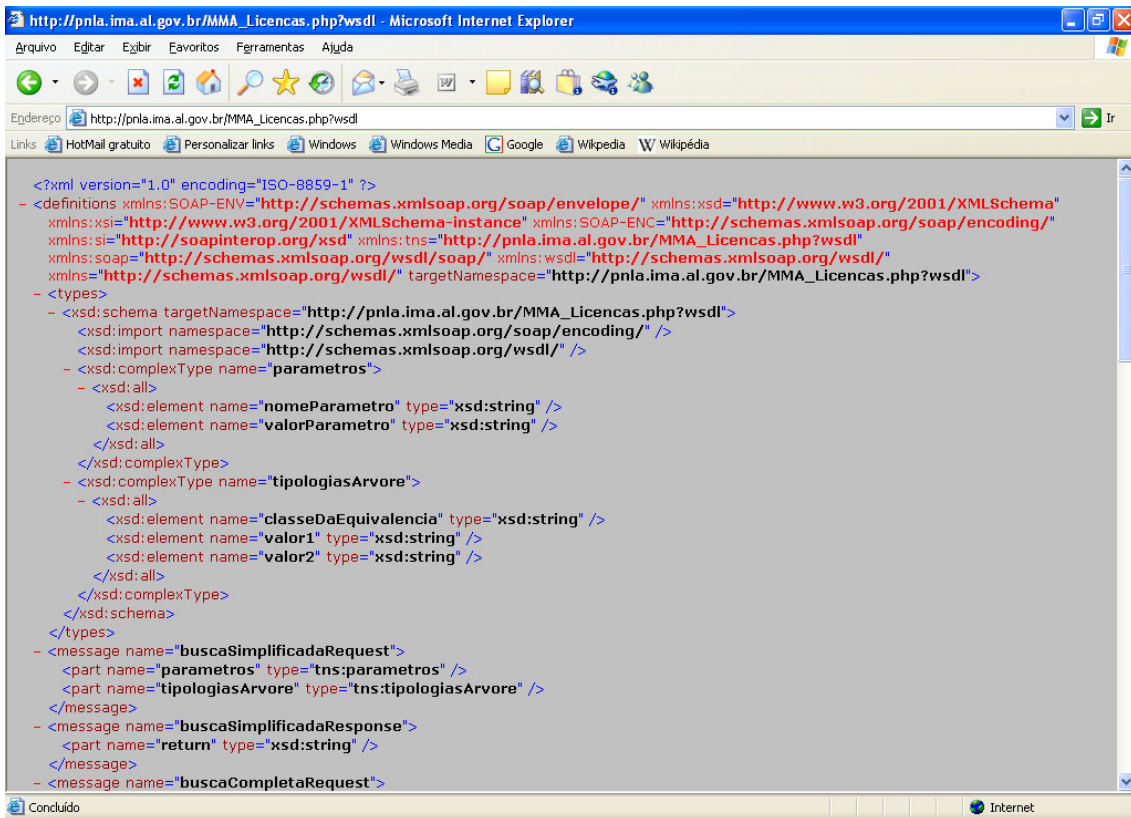 http://pnla.ima.al.gov.br/MMA_Licencas.php?wsdl - Microsoft Internet Explorer
Arquivo Editar Exibir Favoritos Ferramentas Ajuda
Endereço http://pnla.ima.al.gov.br/MMA_Licencas.php?wsdl Ir
Links HotMail gratuito Personalizar links Windows Windows Media G Google Wikpedia W Wikipédia
<?xml version="1.0" encoding="ISO-8859-1" ?>
- <definitions xmlns:SOAP-ENV="http://schemas.xmlsoap.org/soap/envelope/" xmlns:xsd="http://www.w3.org/2001/XMLSchema"
xmlns:xsi="http://www.w3.org/2001/XMLSchema-instance" xmlns:SOAP-ENC="http://schemas.xmlsoap.org/soap/encoding/"
xmlns:si="http://soapinterop.org/xsd" xmlns:tns="http://pnla.ima.al.gov.br/MMA_Licencas.php?wsdl"
xmlns:soap="http://schemas.xmlsoap.org/wsdl/soap/" xmlns:wsdl="http://schemas.xmlsoap.org/wsdl/"
xmlns="http://schemas.xmlsoap.org/wsdl/" targetNamespace="http://pnla.ima.al.gov.br/MMA_Licencas.php?wsdl">
- <types>
- <xsd:schema targetNamespace="http://pnla.ima.al.gov.br/MMA_Licencas.php?wsdl">
<xsd:import namespace="http://schemas.xmlsoap.org/soap/encoding/" />
<xsd:import namespace="http://schemas.xmlsoap.org/wsdl/" />
- <xsd:complexType name="parametros">
- <xsd:all>
<xsd:element name="nomeParametro" type="xsd:string" />
<xsd:element name="valorParametro" type="xsd:string" />
</xsd:all>
</xsd:complexType>
- <xsd:complexType name="tipologiasArvore">
- <xsd:all>
<xsd:element name="classeDaEquivalencia" type="xsd:string" />
<xsd:element name="valor1" type="xsd:string" />
<xsd:element name="valor2" type="xsd:string" />
</xsd:all>
</xsd:complexType>
</xsd:schema>
</types>
- <message name="buscaSimplificadaRequest">
<part name="parametros" type="tns:parametros" />
<part name="tipologiasArvore" type="tns:tipologiasArvore" />
</message>
- <message name="buscaSimplificadaResponse">
<part name="return" type="xsd:string" />
</message>
- <message name="buscaCompletaRequest">
Concluído Internet